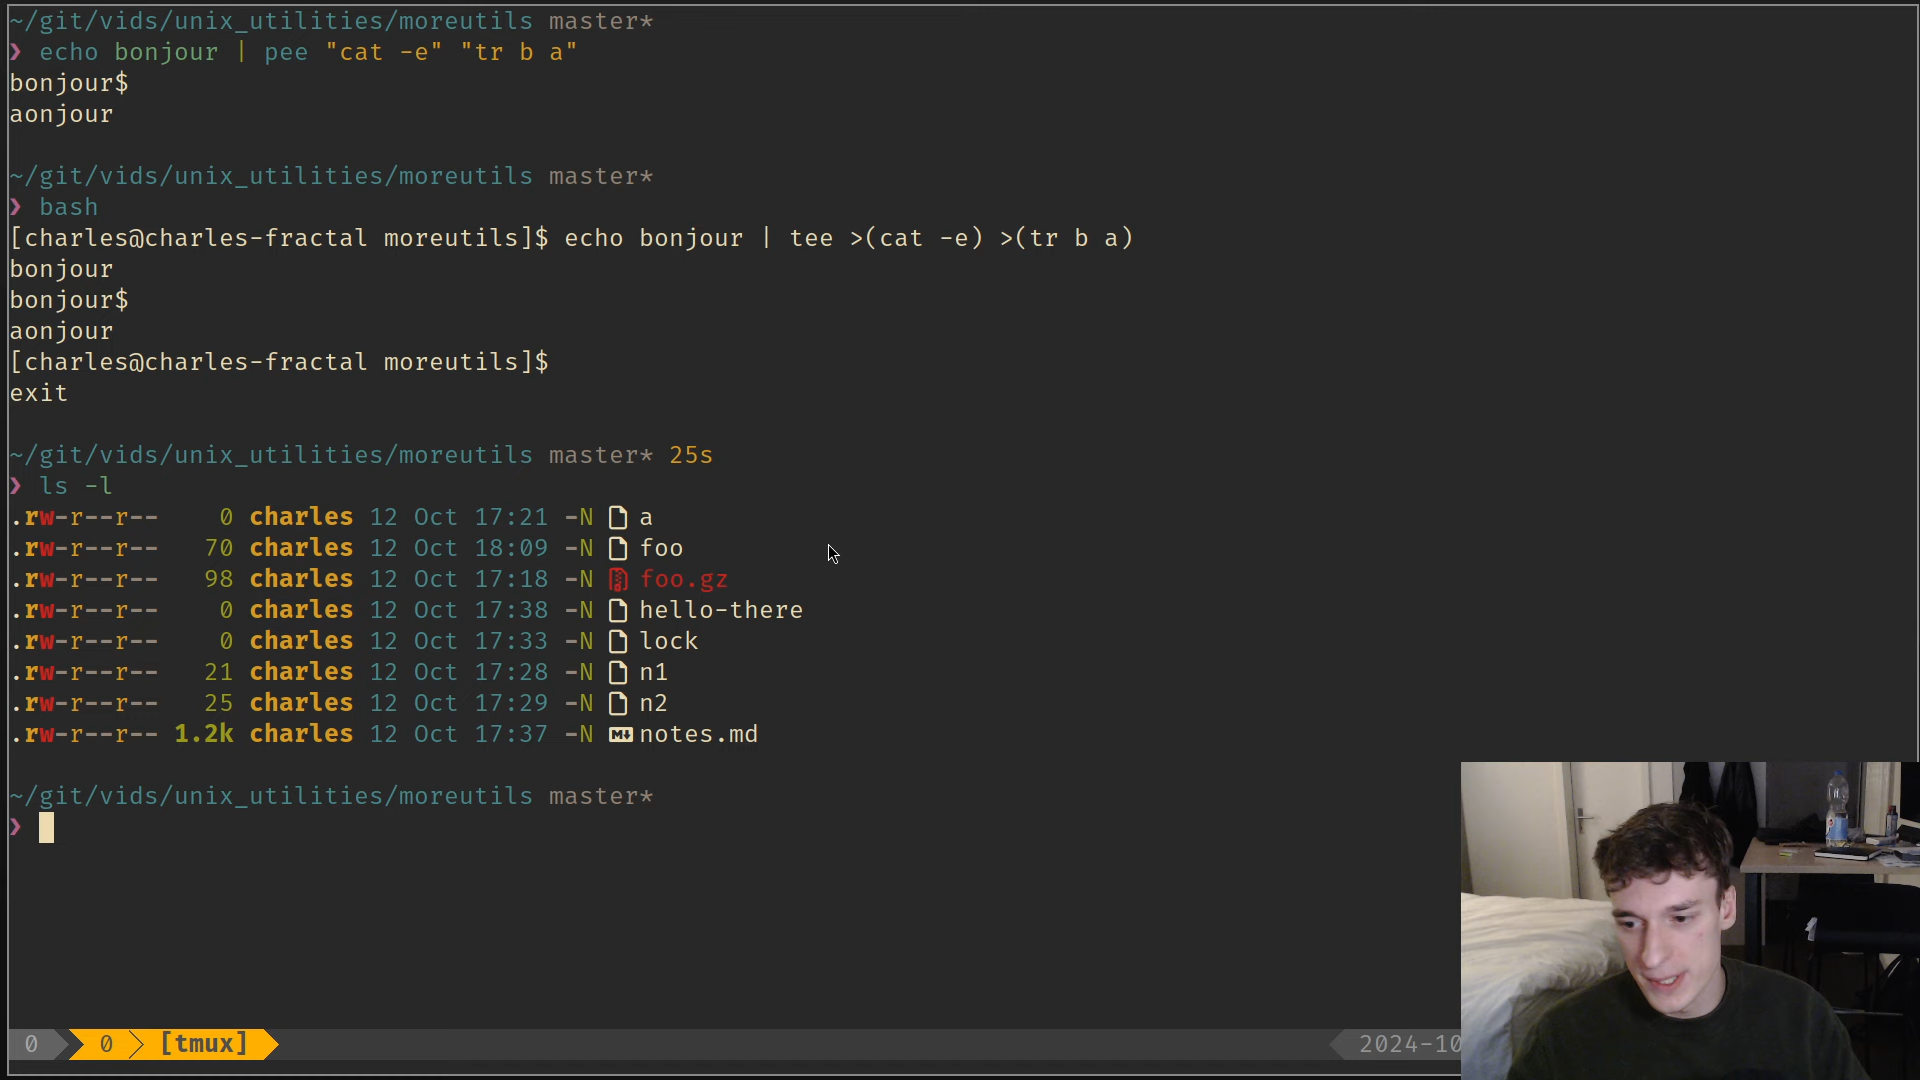 ~/git/vids/unix_utilities/moreutils master*
❯ echo bonjour | pee "cat -e" "tr b a"
bonjour$
aonjour
~/git/vids/unix_utilities/moreutils master*
❯ bash
[charles@charles-fractal moreutils]$ echo bonjour | tee >(cat -e) >(tr b a)
bonjour
bonjour$
aonjour
[charles@charles-fractal moreutils]$
exit
~/git/vids/unix_utilities/moreutils master* 25s
❯ ls -l
.rw-r--r-- 0 charles 12 Oct 17:21 -N a
.rw-r--r-- 70 charles 12 Oct 18:09 -N foo
.rw-r--r-- 98 charles 12 Oct 17:18 -N foo.gz
.rw-r--r-- 0 charles 12 Oct 17:38 -N hello-there
.rw-r--r-- 0 charles 12 Oct 17:33 -N lock
.rw-r--r-- 21 charles 12 Oct 17:28 -N n1
.rw-r--r-- 25 charles 12 Oct 17:29 -N n2
.rw-r--r-- 1.2k charles 12 Oct 17:37 -N notes.md
~/git/vids/unix_utilities/moreutils master*
❯
0 0 [tmux] 2024-10